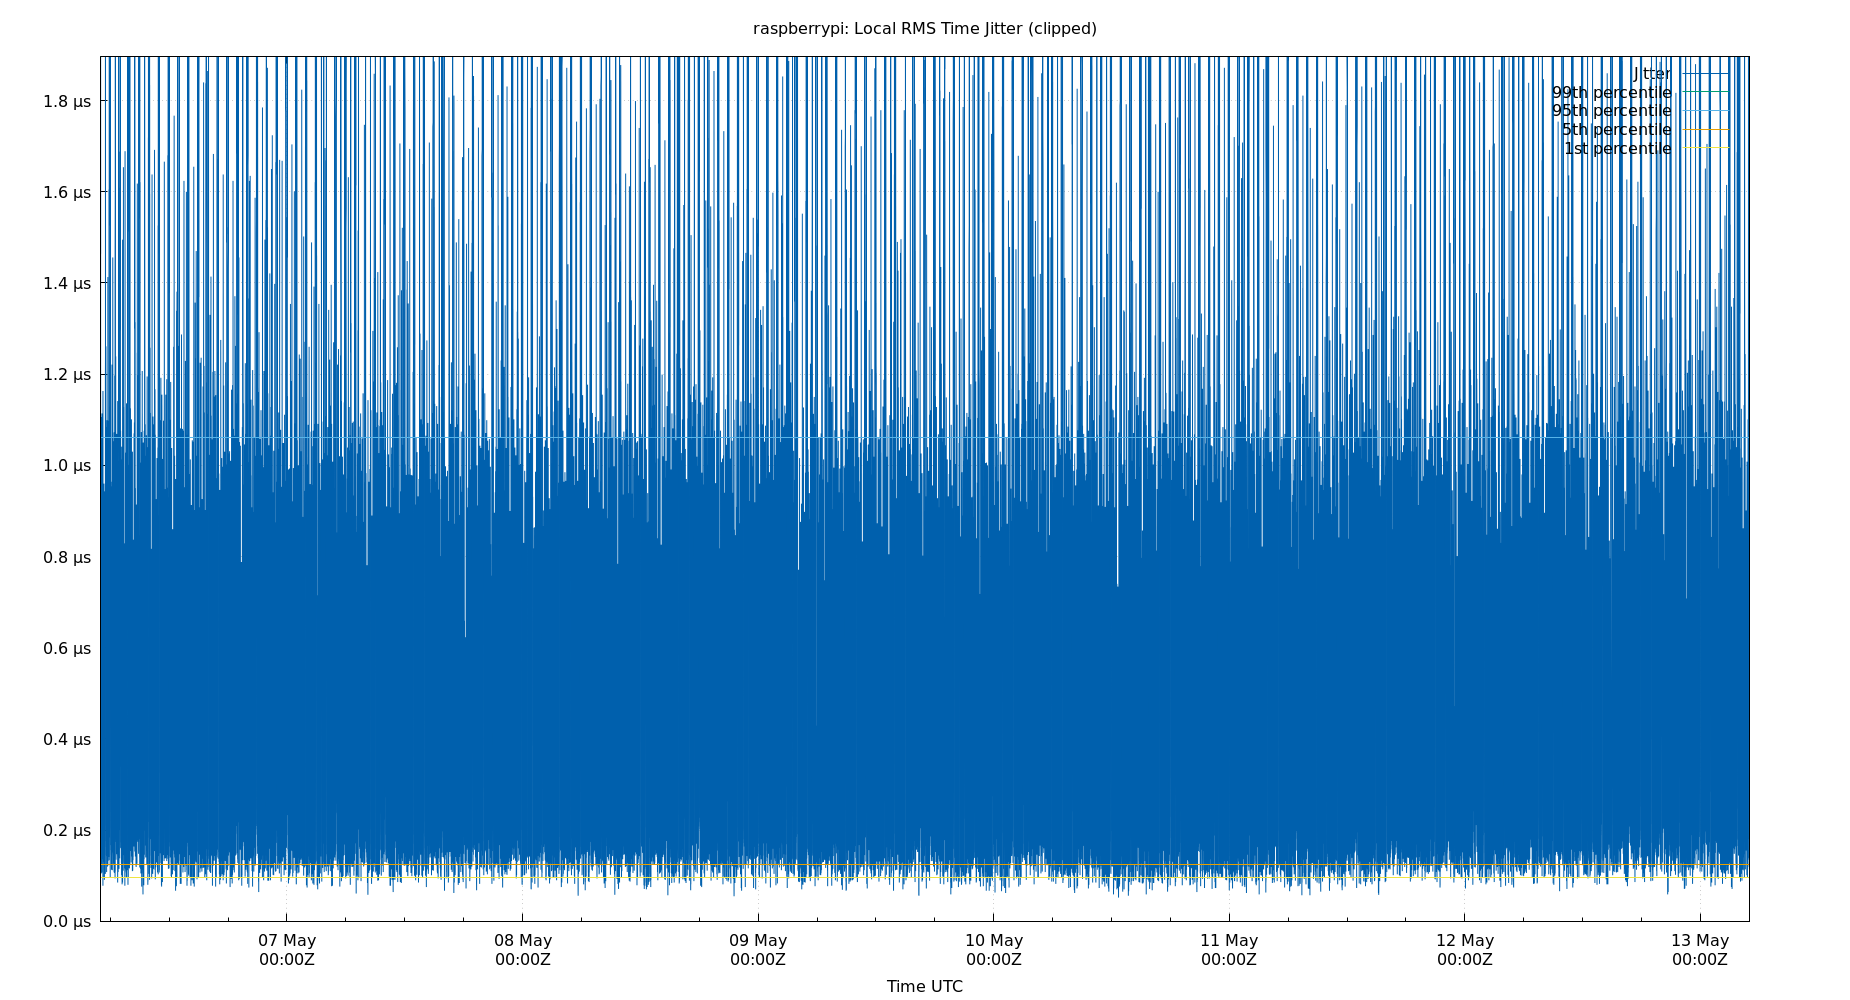 raspberrypi: Local RMS Time Jitter (clipped)
1.8 µs
1.6 µs
1.4 µs
1.2 µs
1.0 µs
0.8 µs
0.6 µs
0.4 µs
0.2 µs
0.0 µs
Jitter
99th percentile
95th percentile
5th percentile
1st percentile
07 May
00:00Z
08 May
00:00Z
09 May
00:00Z
10 May
00:00Z
11 May
00:00Z
12 May
00:00Z
13 May
00:00Z
Time UTC